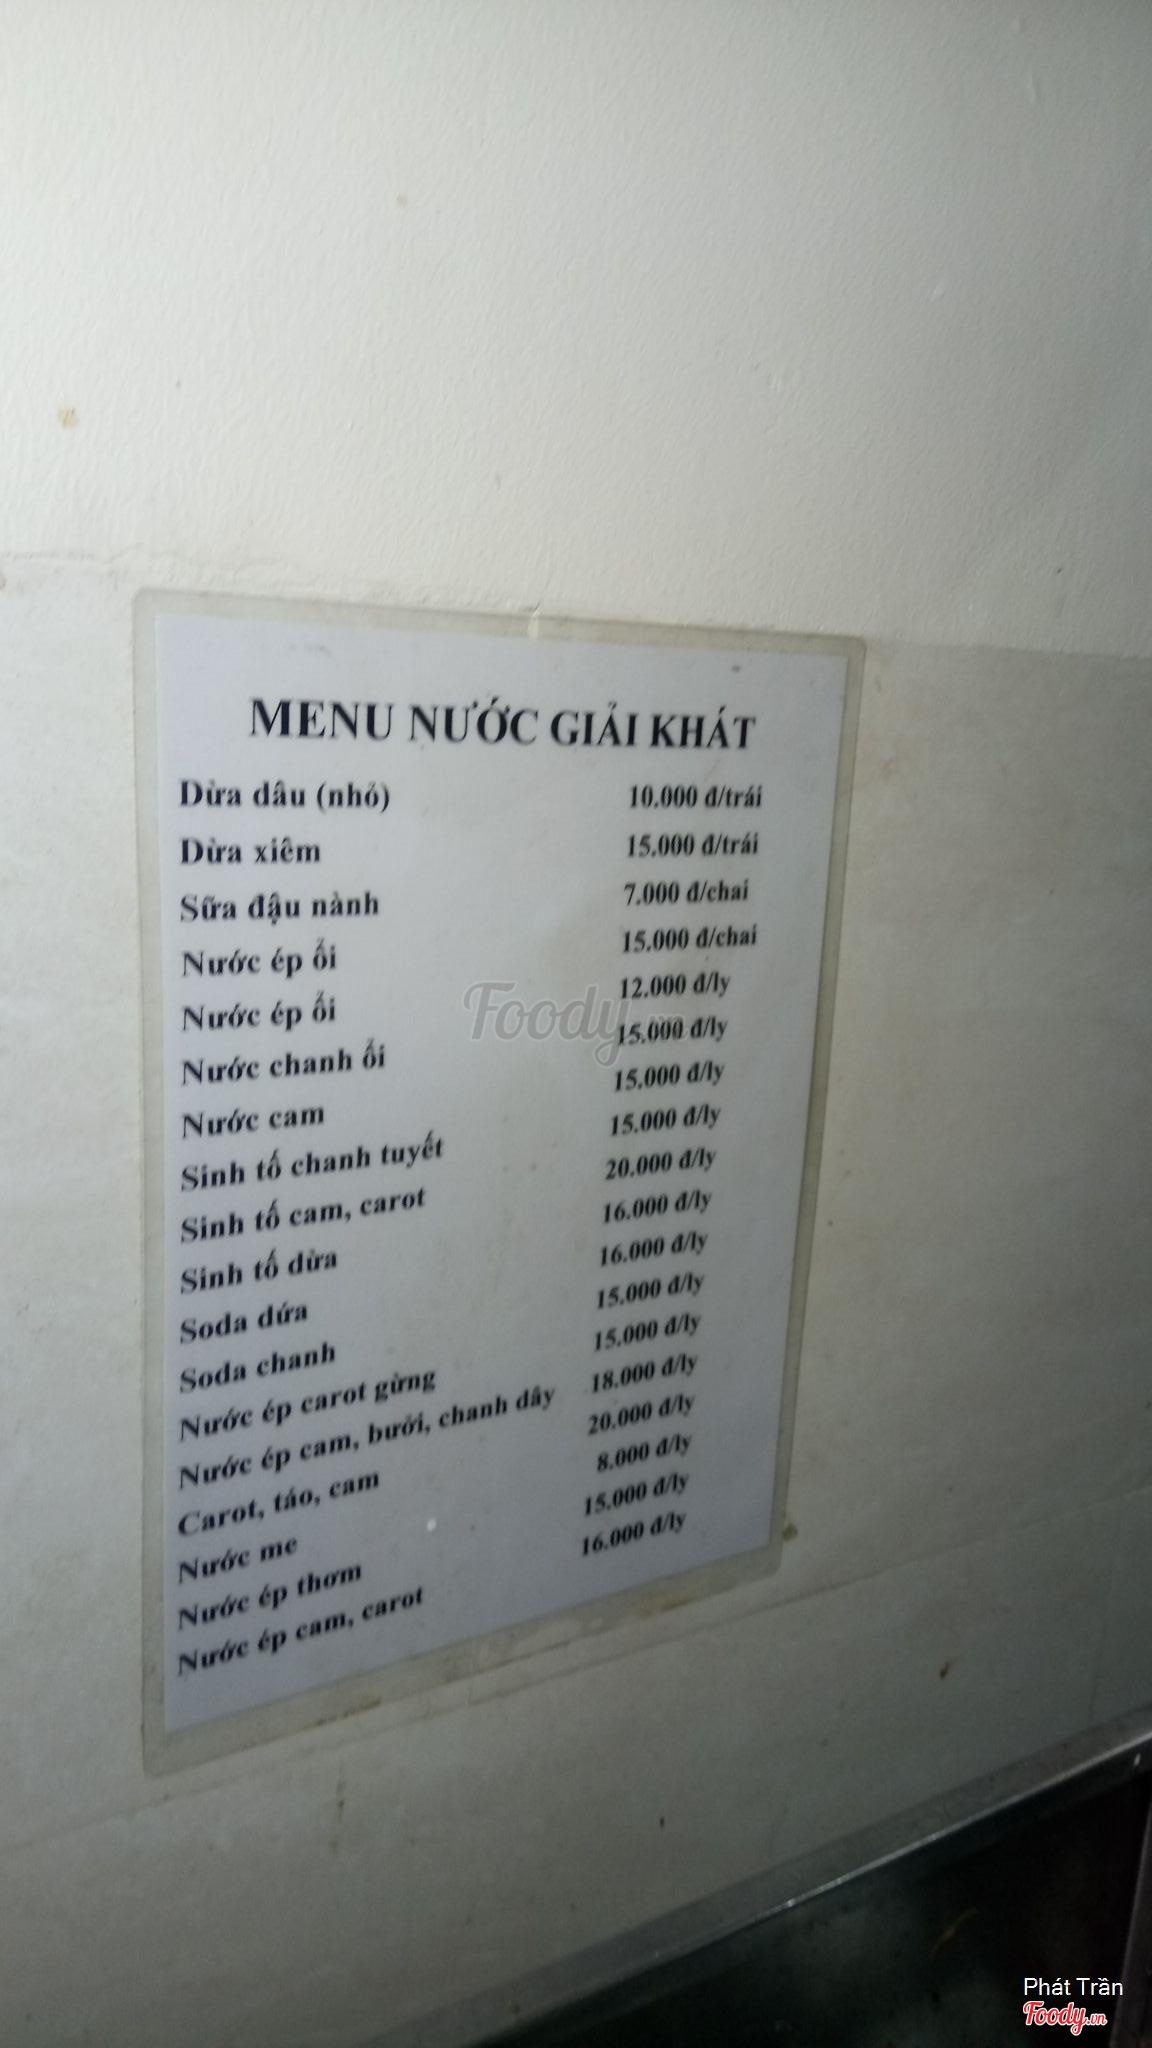 MENU NƯỚC GIẢI KHÁT
Dừa dâu (nhỏ) 10.000 đ/trái
Dừa xiêm 15.000 đ/trái
Sữa đậu nành 7.000 đ/chai
Nước ép ổi 15.000 đ/chai
Nước ép ổi 12.000 đ/ly
Nước chanh ổi 15.000 đ/ly
Nước cam 15.000 đ/ly
Sinh tố chanh tuyết 15.000 đ/ly
Sinh tố cam, carot 20.000 đ/ly
Sinh tố dừa 16.000 đ/ly
Soda dứa 16.000 đ/ly
Soda chanh 15.000 đ/ly
Nước ép carot gừng 15.000 đ/ly
Nước ép cam, bưởi, chanh dây 18.000 đ/ly
Carot, táo, cam 20.000 đ/ly
Nước me 8.000 đ/ly
Nước ép thơm 15.000 đ/ly
Nước ép cam, carot 16.000 đ/ly
Foody.vn
Phát Trần
Foody.vn